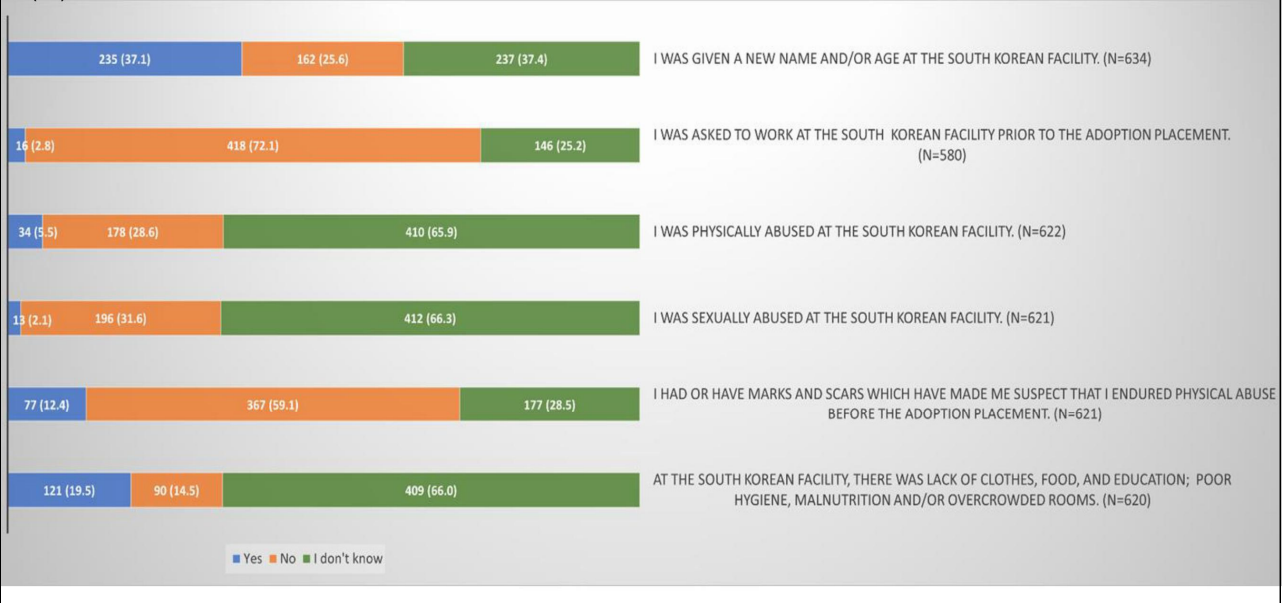 235 (37.1) 162 (25.6) 237 (37.4) I WAS GIVEN A NEW NAME AND/OR AGE AT THE SOUTH KOREAN FACILITY. (N=634)
16 (2.8) 418 (72.1) 146 (25.2) I WAS ASKED TO WORK AT THE SOUTH KOREAN FACILITY PRIOR TO THE ADOPTION PLACEMENT.
(N=580)
34 (5.5) 178 (28.6) 410 (65.9) I WAS PHYSICALLY ABUSED AT THE SOUTH KOREAN FACILITY. (N=622)
13 (2.1) 196 (31.6) 412 (66.3) I WAS SEXUALLY ABUSED AT THE SOUTH KOREAN FACILITY. (N=621)
77 (12.4) 367 (59.1) 177 (28.5) I HAD OR HAVE MARKS AND SCARS WHICH HAVE MADE ME SUSPECT THAT I ENDURED PHYSICAL ABUSE
BEFORE THE ADOPTION PLACEMENT. (N=621)
121 (19.5) 90 (14.5) 409 (66.0) AT THE SOUTH KOREAN FACILITY, THERE WAS LACK OF CLOTHES, FOOD, AND EDUCATION; POOR
HYGIENE, MALNUTRITION AND/OR OVERCROWDED ROOMS. (N=620)
Yes No I don't know